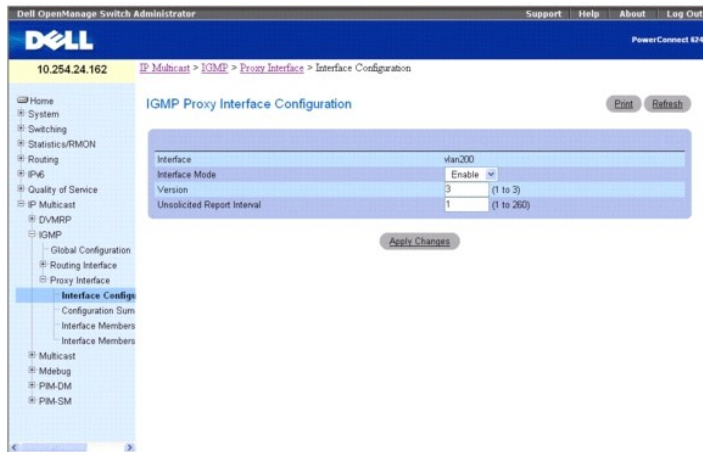 Dell OpenManage Switch Administrator
Support Help About Log Out
DELL
PowerConnect 624
10.254.24.162
IP Multicast > IGMP > Proxy Interface > Interface Configuration
Home
System
Switching
Statistics/RMON
Routing
IPv6
Quality of Service
IP Multicast
DVMRP
IGMP
Global Configuration
Routing Interface
Proxy Interface
Interface Configu
Configuration Sum
Interface Members
Interface Members
Multicast
Mdebug
PIM-DM
PIM-SM
IGMP Proxy Interface Configuration
Print Refresh
Interface vlan200
Interface Mode Enable
Version 3 (1 to 3)
Unsolicited Report Interval 1 (1 to 260)
Apply Changes